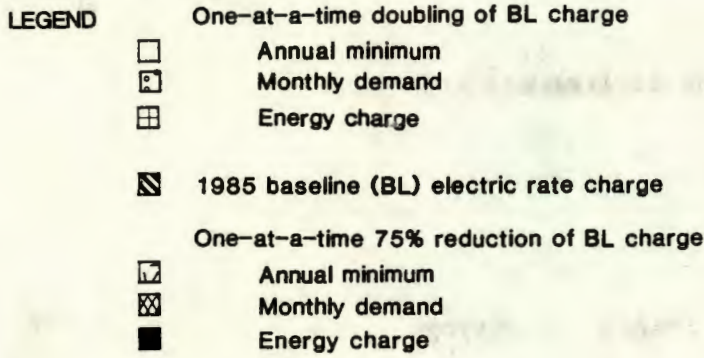 LEGEND One-at-a-time doubling of BL charge
Annual minimum
Monthly demand
Energy charge
1985 baseline (BL) electric rate charge
One-at-a-time 75% reduction of BL charge
Annual minimum
Monthly demand
Energy charge